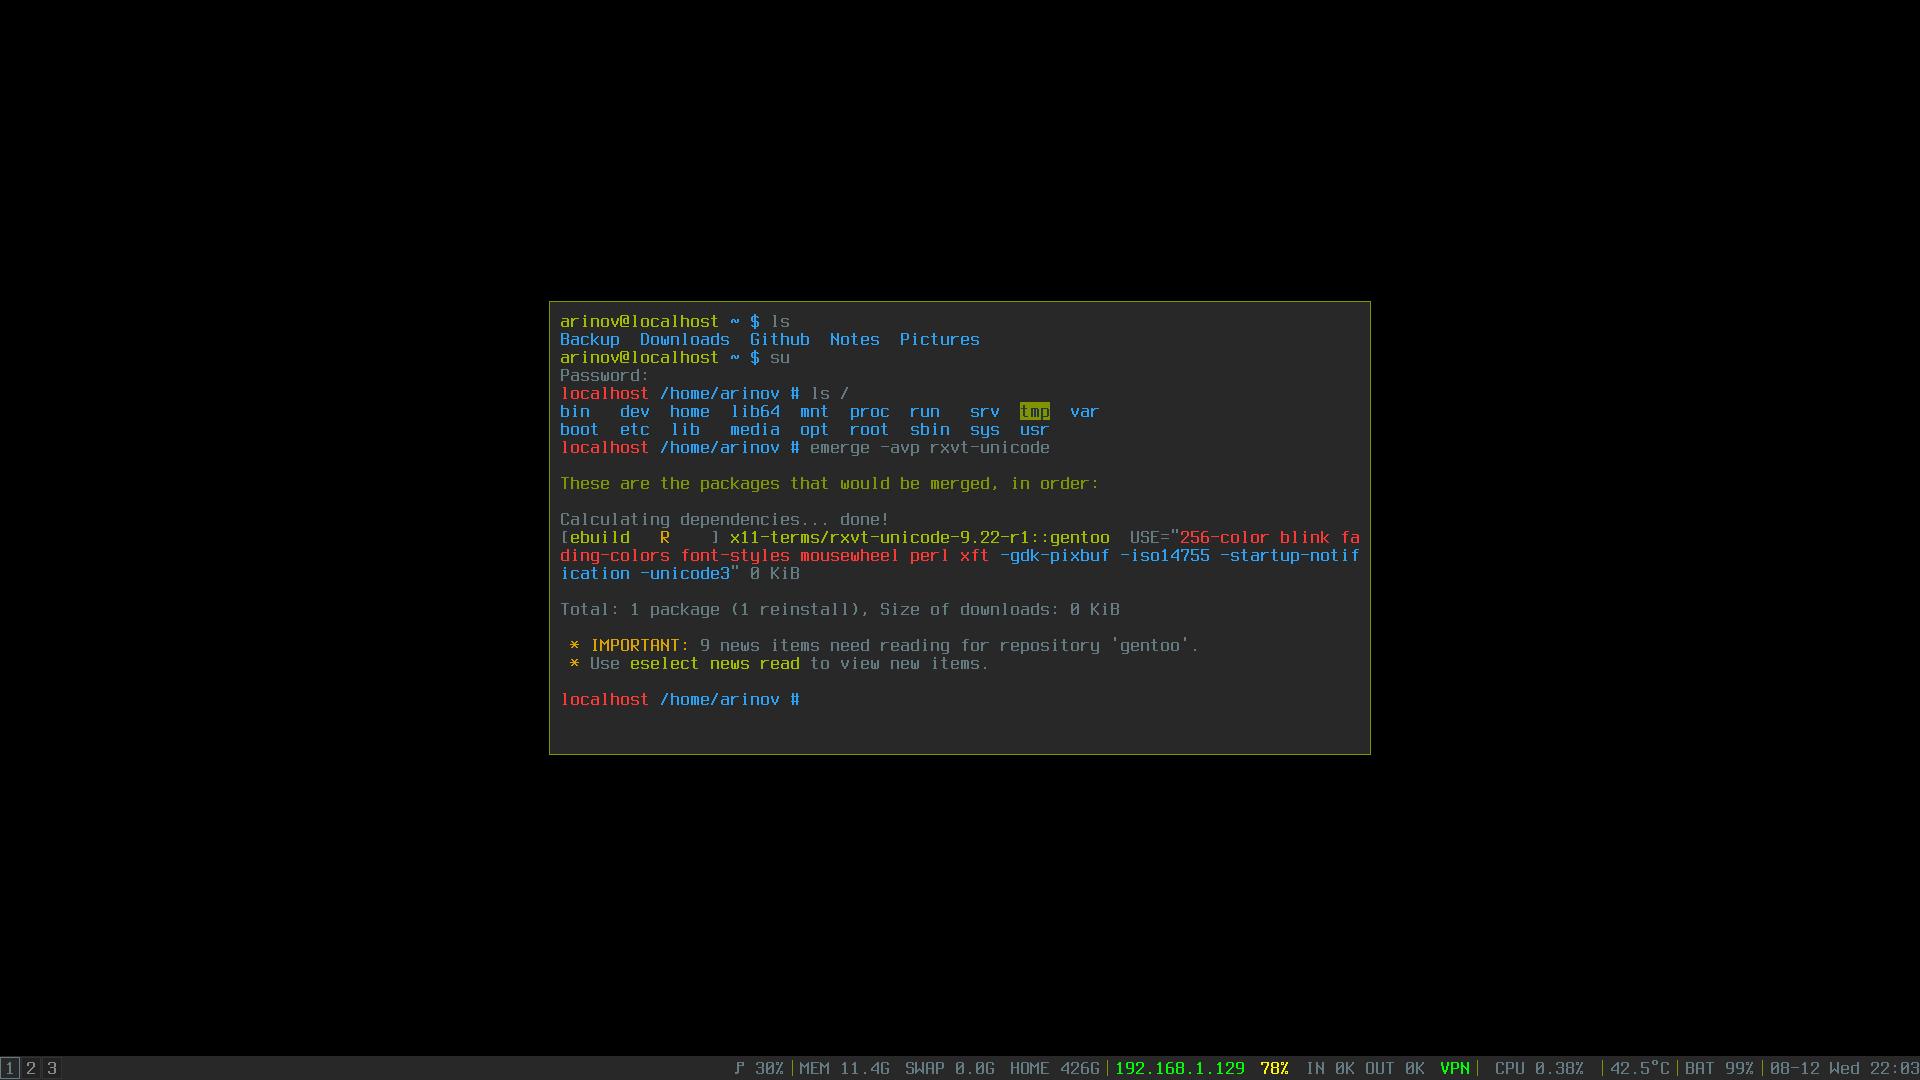 arinov@localhost ~ $ ls
Backup  Downloads  Github  Notes  Pictures
arinov@localhost ~ $ su
Password:
localhost /home/arinov # ls /
bin   dev  home  lib64  mnt  proc  run   srv  tmp  var
boot  etc  lib   media  opt  root  sbin  sys  usr
localhost /home/arinov # emerge -avp rxvt-unicode
These are the packages that would be merged, in order:
Calculating dependencies... done!
[ebuild   R    ] x11-terms/rxvt-unicode-9.22-r1::gentoo  USE="256-color blink fa
ding-colors font-styles mousewheel perl xft -gdk-pixbuf -iso14755 -startup-notif
ication -unicode3" 0 KiB
Total: 1 package (1 reinstall), Size of downloads: 0 KiB
 * IMPORTANT: 9 news items need reading for repository 'gentoo'.
 * Use eselect news read to view new items.
localhost /home/arinov #
1 2 3 30% | MEM 11.4G SWAP 0.0G HOME 426G | 192.168.1.129 78% IN 0K OUT 0K VPN | CPU 0.38% | 42.5°C | BAT 99% | 08-12 Wed 22:03